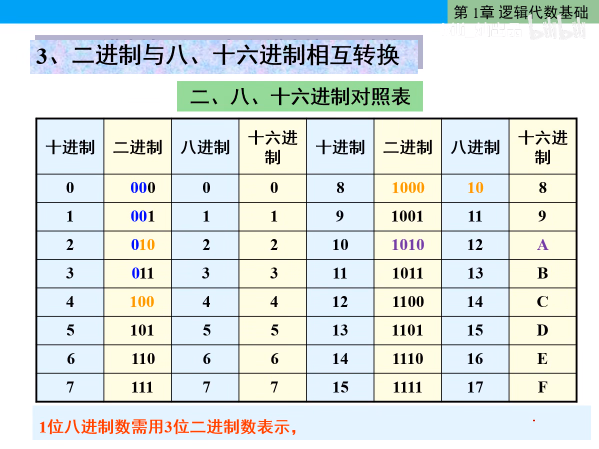 第 1章 逻辑代数基础
3、二进制与八、十六进制相互转换
二、八、十六进制对照表
十进制 二进制 八进制 十六进制 十进制 二进制 八进制 十六进制
0 000 0 0 8 1000 10 8
1 001 1 1 9 1001 11 9
2 010 2 2 10 1010 12 A
3 011 3 3 11 1011 13 B
4 100 4 4 12 1100 14 C
5 101 5 5 13 1101 15 D
6 110 6 6 14 1110 16 E
7 111 7 7 15 1111 17 F
1位八进制数需用3位二进制数表示，